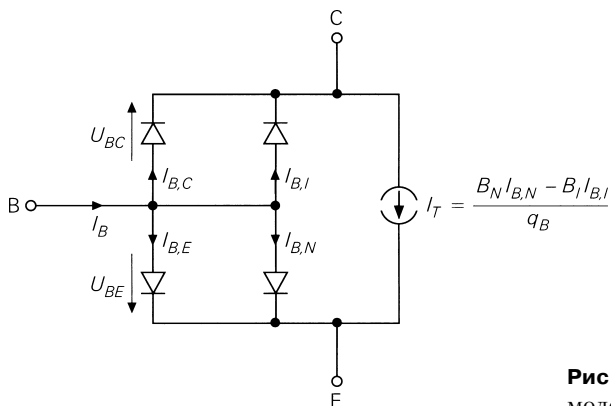 C
U_BC
I_B,C
I_B,I
B
I_B
I_T = (B_N I_B,N − B_I I_B,I) / q_B
I_B,E
I_B,N
U_BE
E
Рис